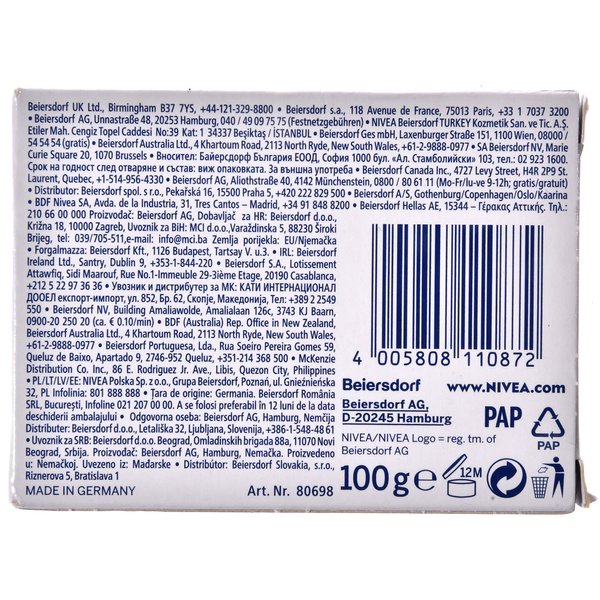 Beiersdorf UK Ltd., Birmingham B37 7YS, +44-121-329-8800 • Beiersdorf s.a., 118 Avenue de France, 75013 Paris, +33 1 7037 3200
• Beiersdorf AG, Unnastraße 48, 20253 Hamburg, 040 / 49 09 75 75 (Festnetzgebühren) • NIVEA Beiersdorf TURKEY Kozmetik San. ve Tic. A.Ş.
Etiler Mah. Cengiz Topel Caddesi No:39 Kat: 1 34337 Beşiktaş / İSTANBUL • Beiersdorf Ges mbH, Laxenburger Straße 151, 1100 Wien, 0800 /
54 54 54 (gratis) • Beiersdorf Australia Ltd., 4 Khartoum Road, 2113 North Ryde, New South Wales, +61-2-9888-0977 • SA Beiersdorf NV, Marie
Curie Square 20, 1070 Brussels • Вносител: Байерсдорф България ЕООД, София 1000 бул. «Ал. Стамболийски» 103, тел.: 02 923 1600.
Срок на годност след отваряне и състав: виж опаковката. За външна употреба • Beiersdorf Canada Inc., 4727 Levy Street, H4R 2P9 St.
Laurent, Quebec, +1-514-956-4330 • Beiersdorf AG, Aliothstraße 40, 4142 Münchenstein, 0800 / 80 61 11 (Mo-Fr/lu-ve 9-12h; gratis/gratuit)
• Distributor: Beiersdorf spol. s r.o., Pekařská 16, 15500 Praha 5, +420 222 829 500 • Beiersdorf A/S, Gothenburg/Copenhagen/Oslo/Kaarina
• BDF Nivea SA, Avda. de la Industria, 31, Tres Cantos – Madrid, +34 91 848 8200 • Beiersdorf Hellas AE, 15344 – Γέρακας Αττικής, Τηλ.:
210 66 00 000 Proizvođač: Beiersdorf AG, Dobavljač za HR: Beiersdorf d.o.o.,
Križna 18, 10000 Zagreb, Uvoznik za BiH: MCI d.o.o.,Varaždinska 5, 88230 Široki
Brijeg, tel: 039/705-511,e-mail: info@mci.ba Zemlja porijekla: EU/Njemačka
• Forgalmazza: Beiersdorf Kft., 1126 Budapest, Tartsay V. u.3. • IRL: Beiersdorf
Ireland Ltd., Santry, Dublin 9, +353-1-844-220 • Beiersdorf S.A., Lotissement
Attawfiq, Sidi Maarouf, Rue No.1-Immeuble 29-3ième Etage, 20190 Casablanca,
+212 5 22 97 36 36 • Увозник и дистрибутер за МК: КАТИ ИНТЕРНАЦИОНАЛ
ДООЕЛ експорт-импорт, ул. 852, Бр. 62, Скопје, Македонија, Тел: +389 2 2549
550 • Beiersdorf NV, Building Amaliawolde, Amalialaan 126c, 3743 KJ Baarn,
0900-20 250 20 (ca. € 0.10/min) • BDF (Australia) Rep. Office in New Zealand,
Beiersdorf Australia Ltd., 4 Khartoum Road, 2113 North Ryde, New South Wales,
+61-2-9888-0977 • Beiersdorf Portuguesa, Ltda, Rua Soeiro Pereira Gomes 59,
Queluz de Baixo, Apartado 9, 2746-952 Queluz, +351-214 368 500 • McKenzie
Distribution Co. Inc., 86 E. Rodriguez Jr. Ave., Libis, Quezon City, Philippines
• PL/LT/LV/EE: NIVEA Polska Sp. z o.o., Grupa Beiersdorf, Poznań, ul. Gnieźnieńska
32, PL Infolinia: 801 888 888 • Țara de origine: Germania. Beiersdorf România
SRL, București, Infoline 021 207 00 00. A se folosi preferabil in 12 luni de la data
deschiderii ambalajului • Odgovorna oseba: Beiersdorf AG, Hamburg, Nemčija
Distributer: Beiersdorf d.o.o., Letališka 32, Ljubljana, Slovenija,+386-1-548-46 61
• Uvoznik za SRB: Beiersdorf d.o.o. Beograd, Omladinskih brigada 88a, 11070 Novi
Beograd, Srbija. Proizvođač: Beiersdorf AG, Hamburg, Nemačka. Proizvedeno u
Nemačkoj. Uvezeno iz: Mađarske • Distribútor: Beiersdorf Slovakia, s.r.o.,
Riznerova 5, Bratislava 1
MADE IN GERMANY Art. Nr. 80698
4 005808 110872
Beiersdorf www.NIVEA.com
Beiersdorf AG,
D-20245 Hamburg
PAP
PAP
NIVEA/NIVEA Logo = reg. tm. of
Beiersdorf AG
100g e 12M